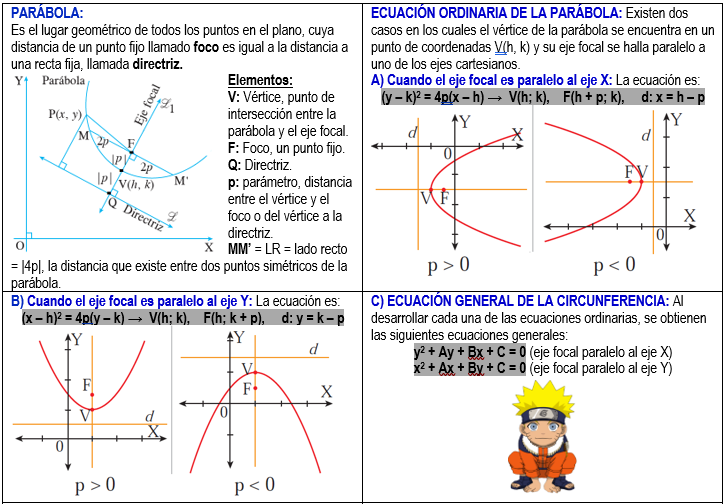 PARÁBOLA:
Es el lugar geométrico de todos los puntos en el plano, cuya
distancia de un punto fijo llamado foco es igual a la distancia a
una recta fija, llamada directriz.
Y
Parábola
P(x, y)
Eje focal
ℒ₁
M
2p
F
|p|
2p
|p|
V(h, k)
M'
Q
Directriz
ℒ
O
X
Elementos:
V: Vértice, punto de
intersección entre la
parábola y el eje focal.
F: Foco, un punto fijo.
Q: Directriz.
p: parámetro, distancia
entre el vértice y el
foco o del vértice a la
directriz.
MM' = LR = lado recto
= |4p|, la distancia que existe entre dos puntos simétricos de la
parábola.
ECUACIÓN ORDINARIA DE LA PARÁBOLA: Existen dos
casos en los cuales el vértice de la parábola se encuentra en un
punto de coordenadas V(h, k) y su eje focal se halla paralelo a
uno de los ejes cartesianos.
A) Cuando el eje focal es paralelo al eje X: La ecuación es:
(y – k)² = 4p(x – h) → V(h; k), F(h + p; k), d: x = h – p
d
Y
X
0
V
F
p > 0
d
Y
F
V
X
0
p < 0
B) Cuando el eje focal es paralelo al eje Y: La ecuación es:
(x – h)² = 4p(y – k) → V(h; k), F(h; k + p), d: y = k – p
Y
F
V
d
X
0
p > 0
Y
d
V
F
X
0
p < 0
C) ECUACIÓN GENERAL DE LA CIRCUNFERENCIA: Al
desarrollar cada una de las ecuaciones ordinarias, se obtienen
las siguientes ecuaciones generales:
y² + Ay + Bx + C = 0 (eje focal paralelo al eje X)
x² + Ax + By + C = 0 (eje focal paralelo al eje Y)